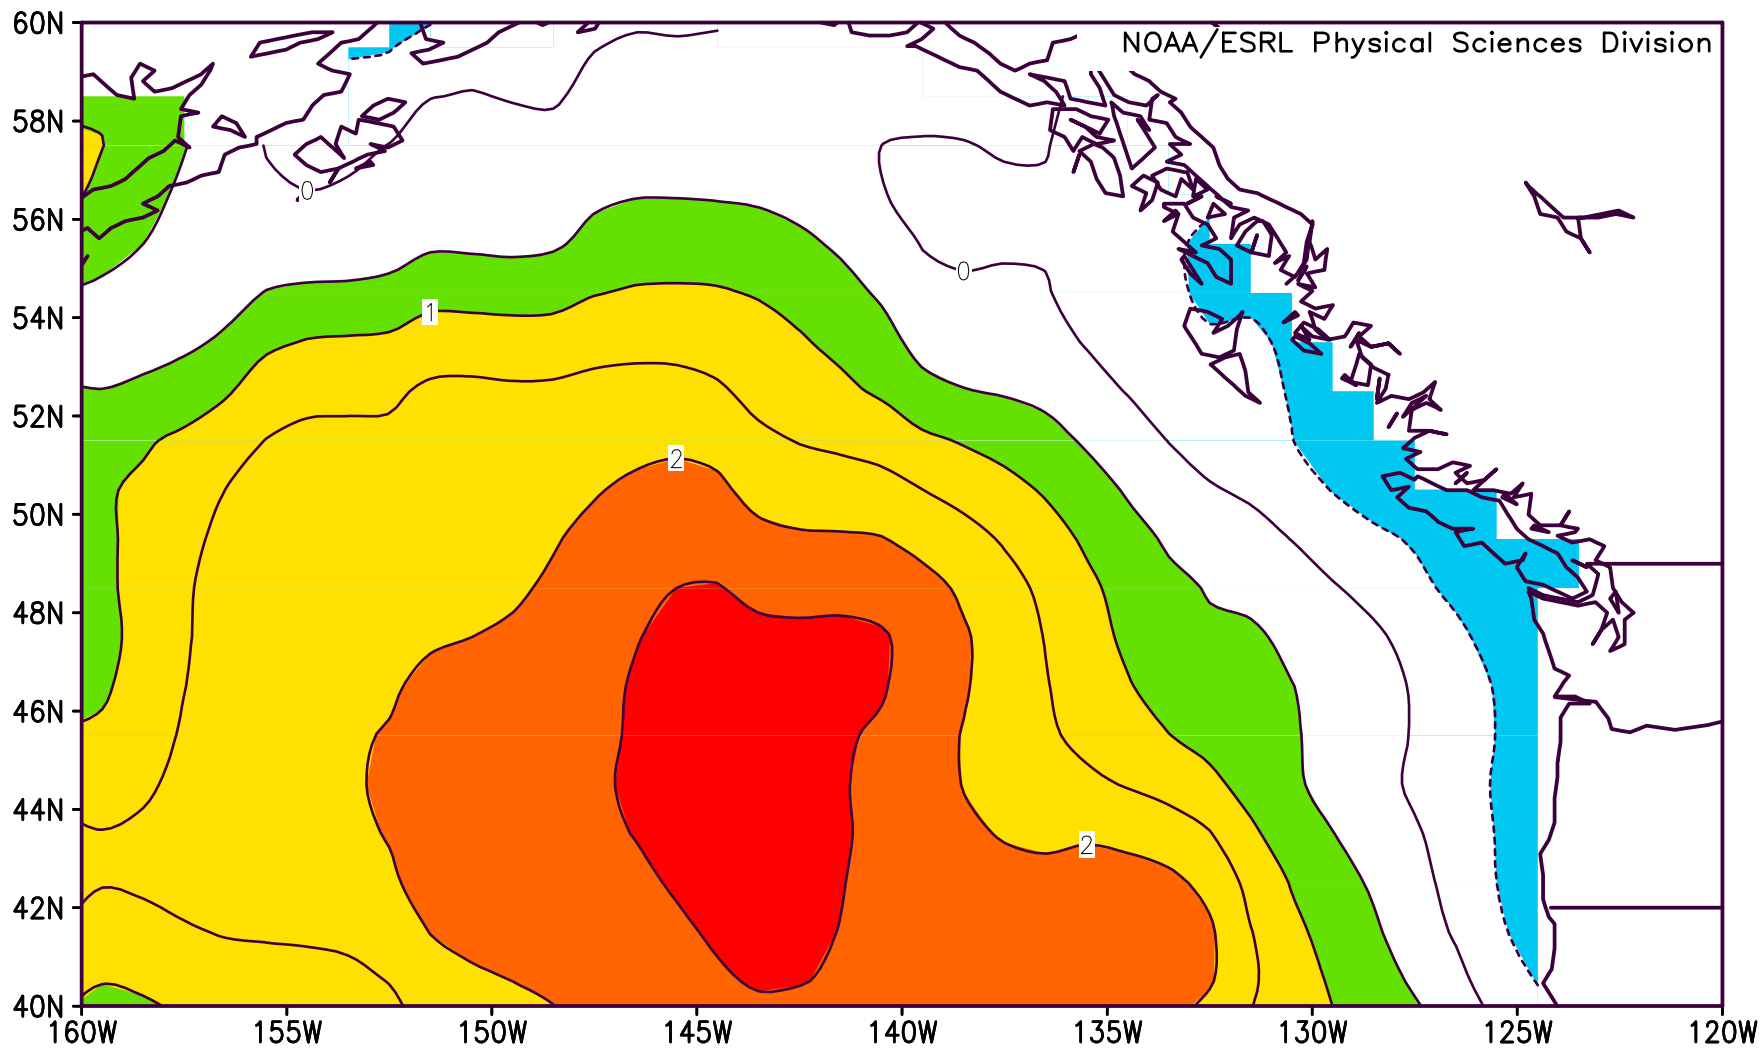 60N
NOAA/ESRL Physical Sciences Division
58N
0
56N
0
54N
1
52N
2
50N
48N
46N
44N
2
42N
40N
160W 155W 150W 145W 140W 135W 130W 125W 120W